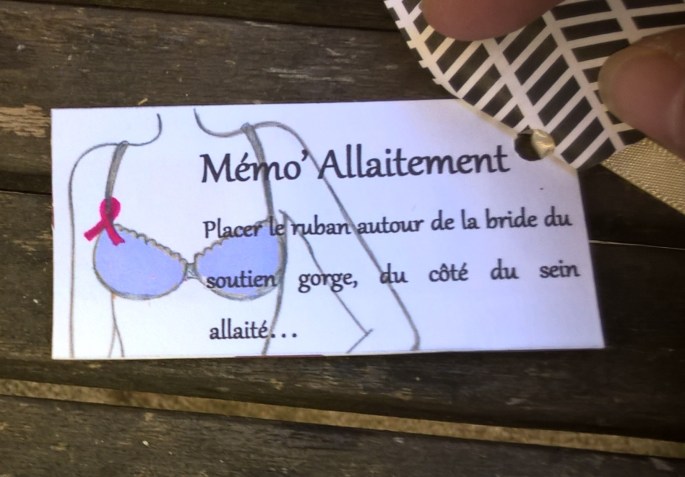 Mémo’ Allaitement
Placer le ruban autour de la bride du
soutien gorge, du côté du sein
allaité...